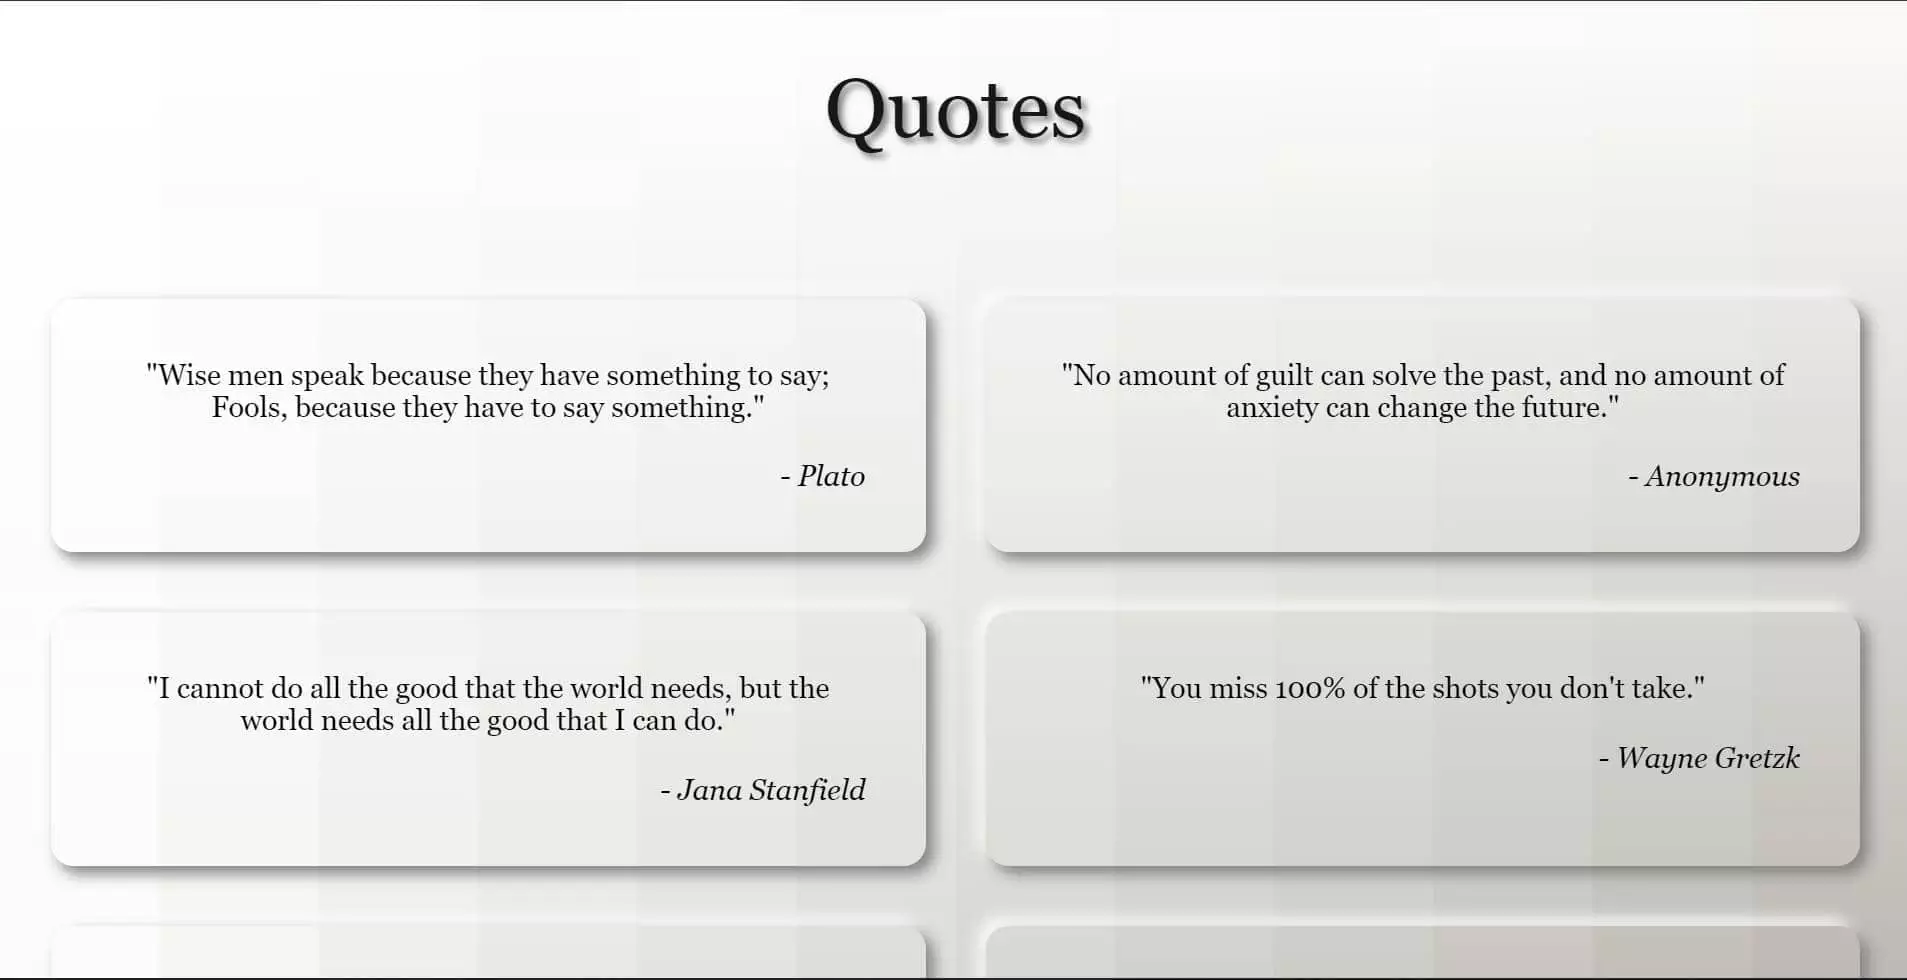 Quotes
"Wise men speak because they have something to say;
Fools, because they have to say something."
- Plato
"No amount of guilt can solve the past, and no amount of
anxiety can change the future."
- Anonymous
"I cannot do all the good that the world needs, but the
world needs all the good that I can do."
- Jana Stanfield
"You miss 100% of the shots you don't take."
- Wayne Gretzk